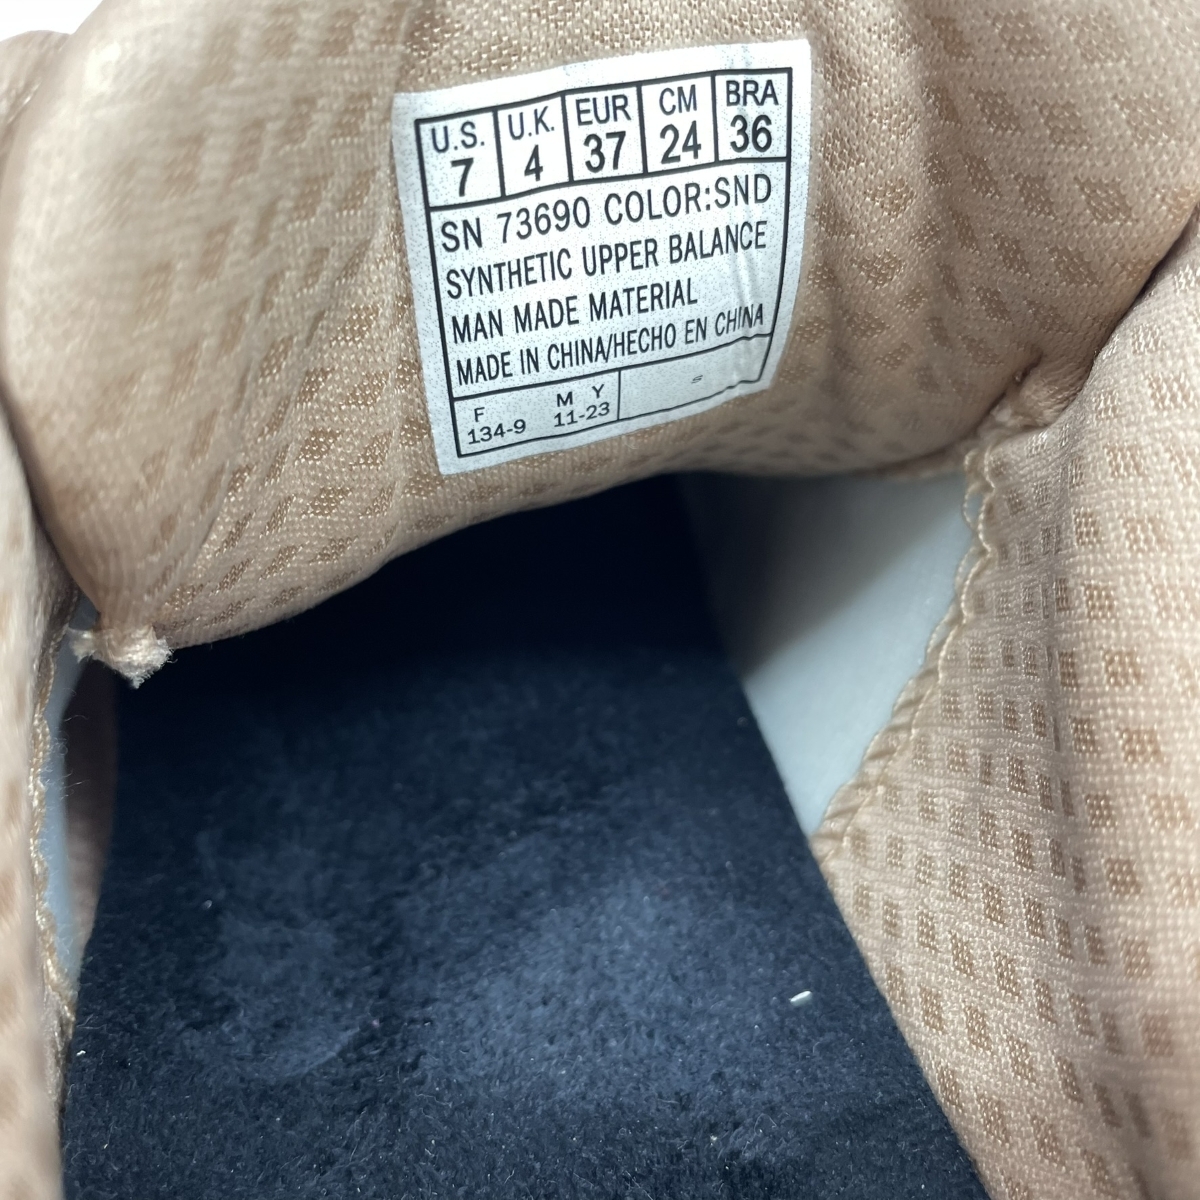 U.S. U.K. EUR CM BRA
7 4 37 24 36
SN 73690 COLOR:SND
SYNTHETIC UPPER BALANCE
MAN MADE MATERIAL
MADE IN CHINA/HECHO EN CHINA
F M Y S
134-9 11-23